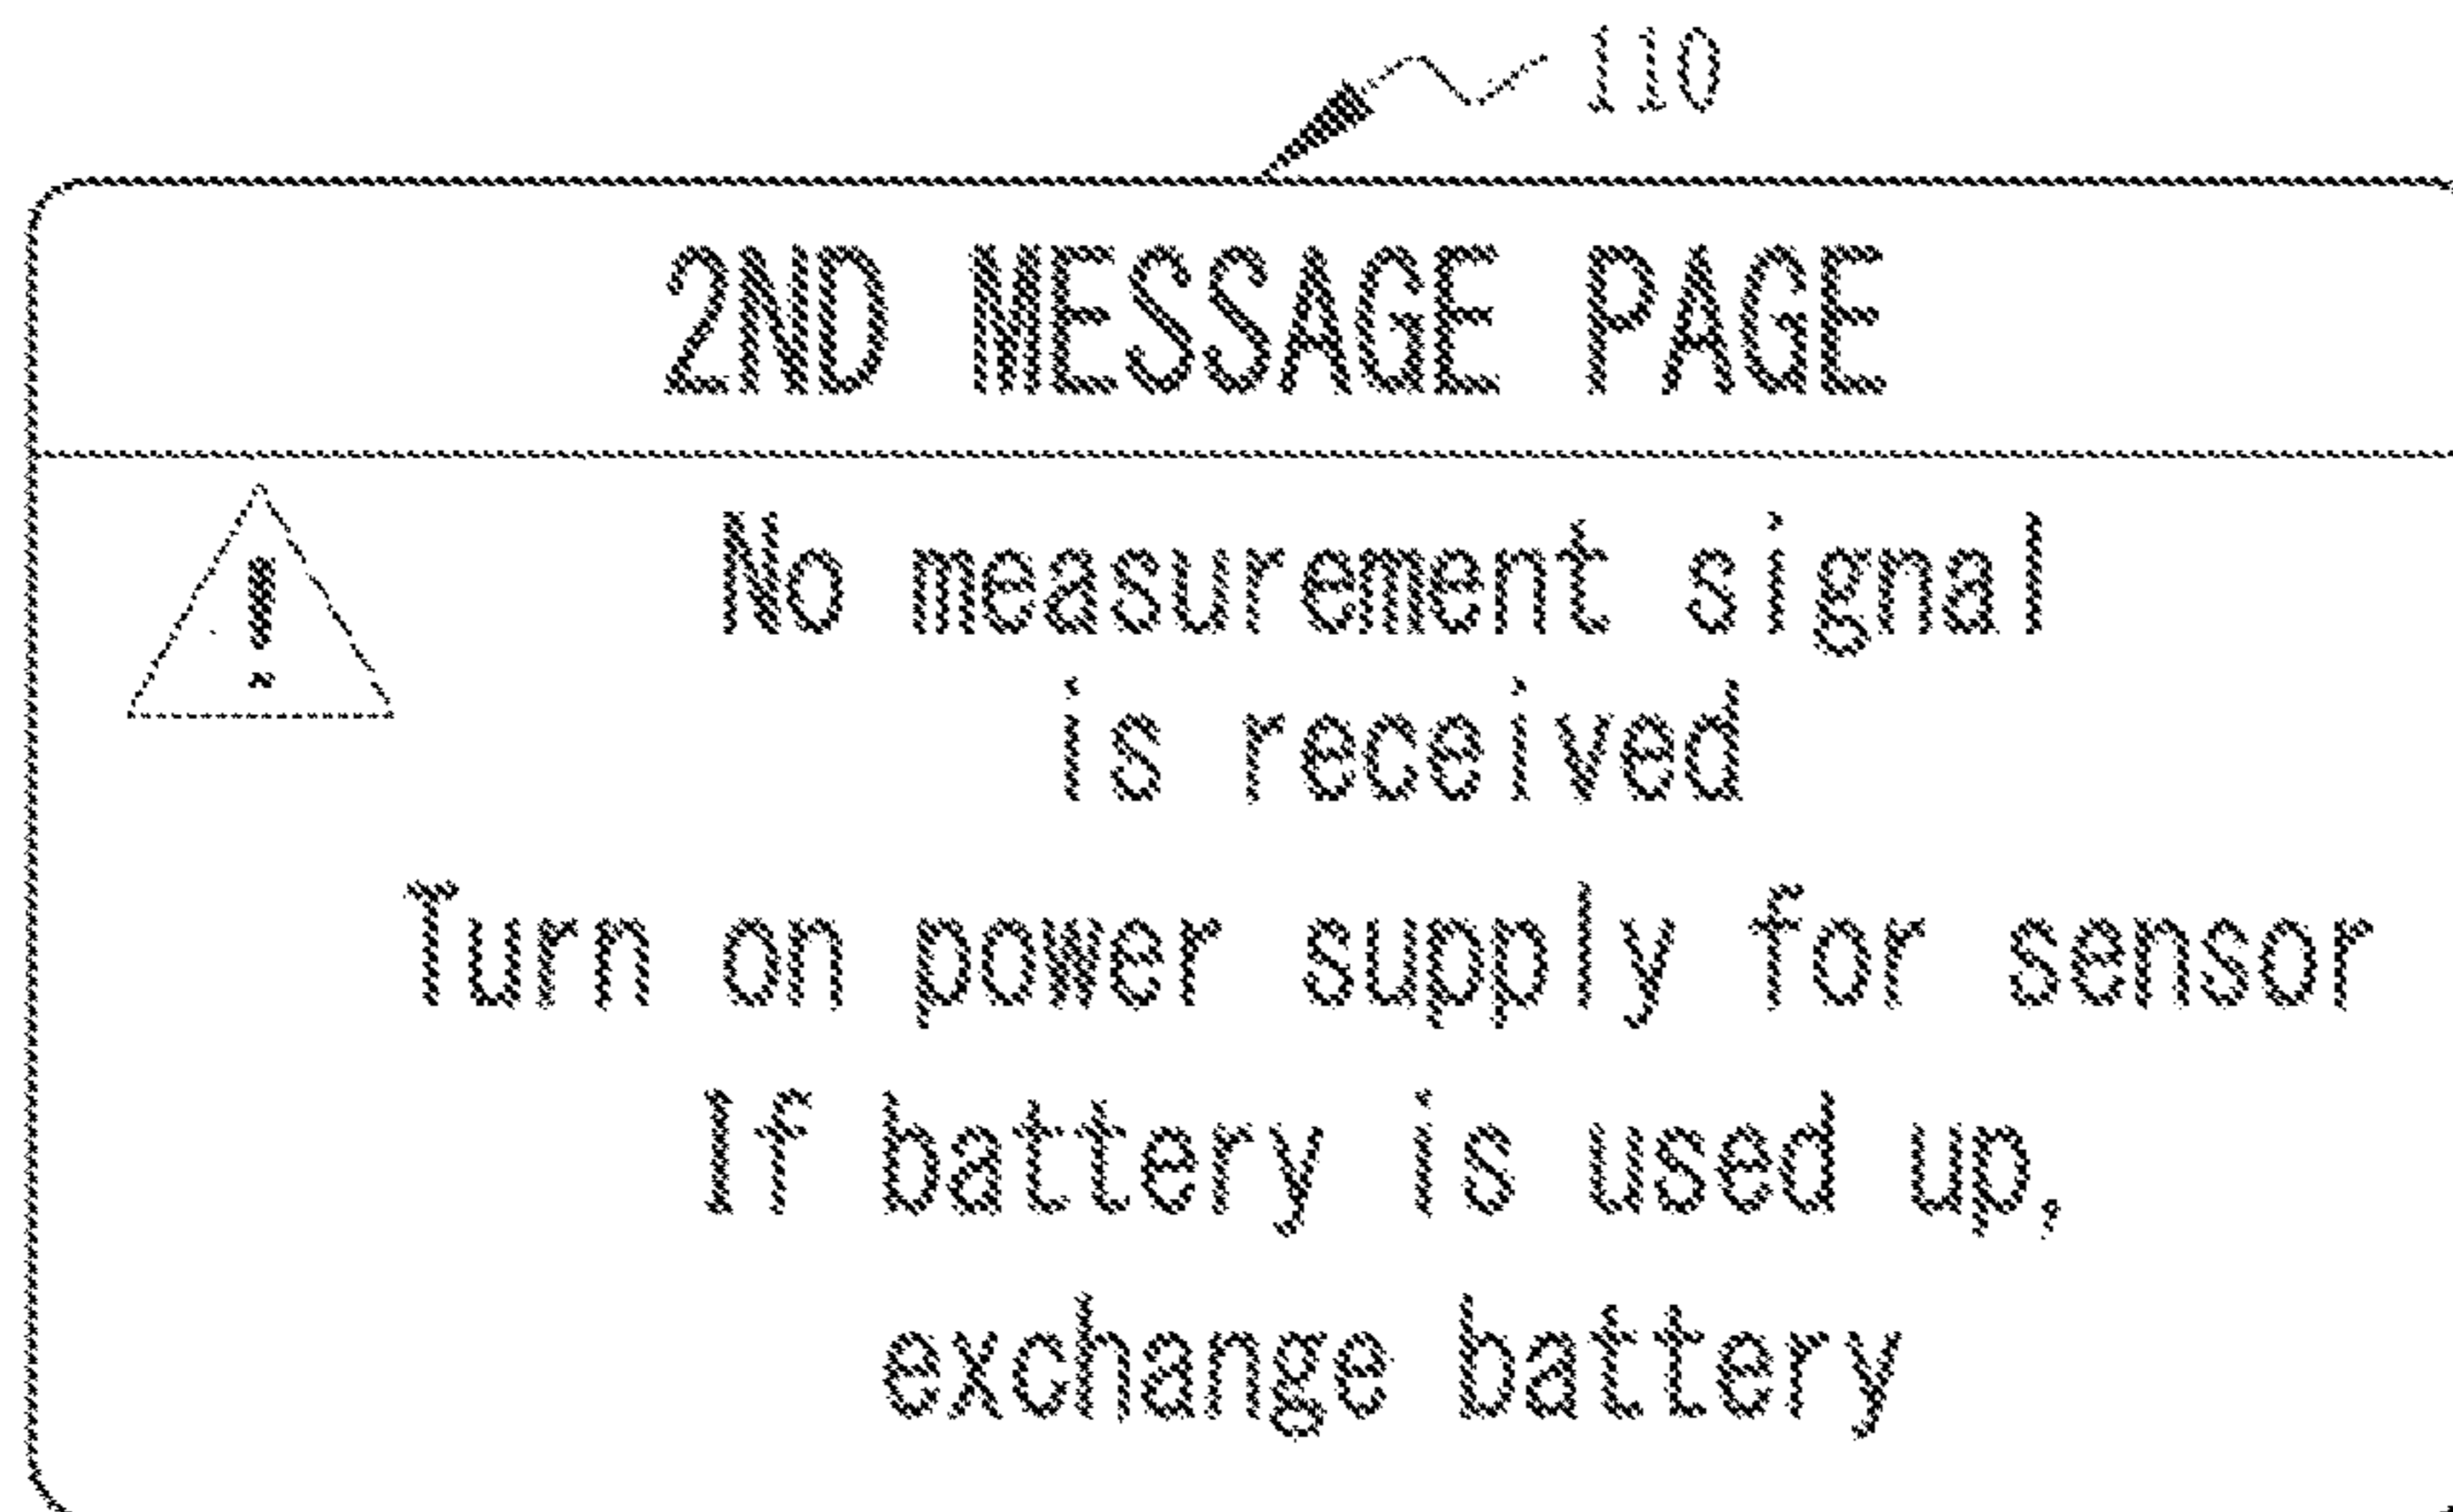 110
2ND MESSAGE PAGE
!
No measurement signal
is received
Turn on power supply for sensor
If battery is used up,
exchange battery